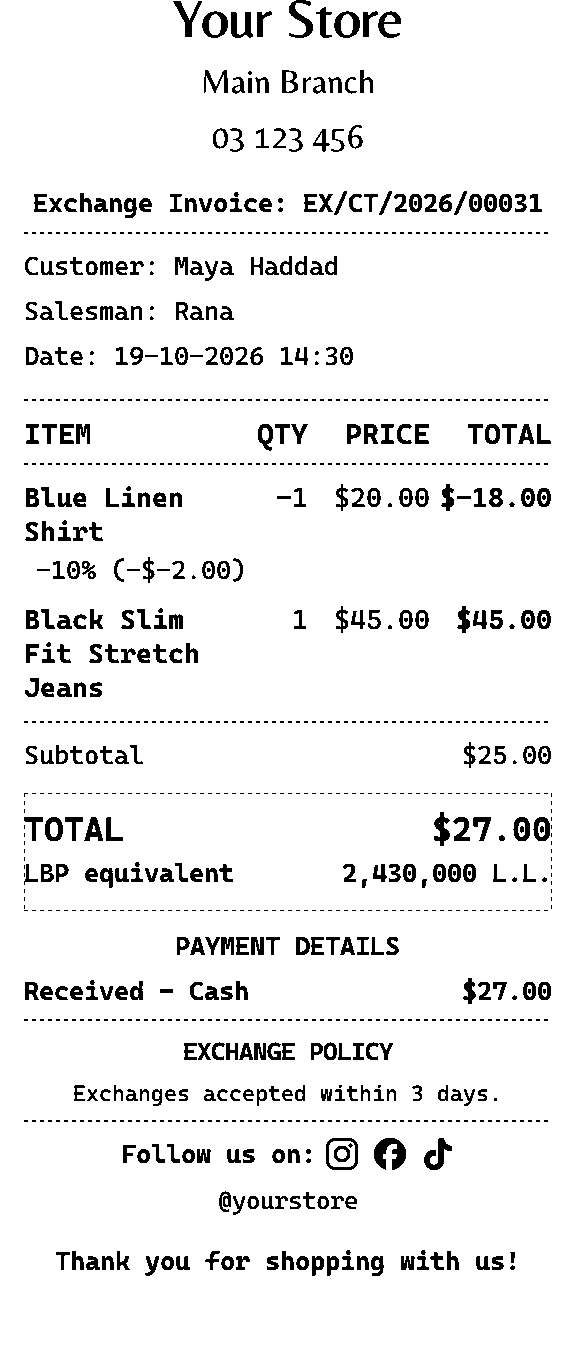 Your Store
Main Branch
03 123 456
Exchange Invoice: EX/CT/2026/00031
Customer: Maya Haddad
Salesman: Rana
Date: 19-10-2026 14:30
ITEM QTY PRICE TOTAL
Blue Linen -1 $20.00 $-18.00
Shirt
-10% (-$-2.00)
Black Slim 1 $45.00 $45.00
Fit Stretch
Jeans
Subtotal $25.00
TOTAL $27.00
LBP equivalent 2,430,000 L.L.
PAYMENT DETAILS
Received - Cash $27.00
EXCHANGE POLICY
Exchanges accepted within 3 days.
Follow us on:
@yourstore
Thank you for shopping with us!